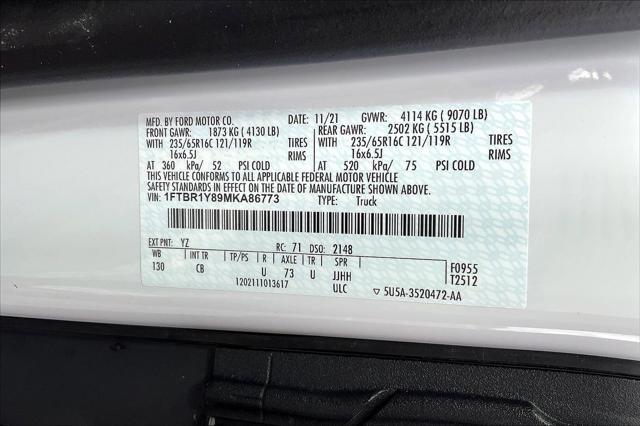 MFD. BY FORD MOTOR CO. DATE: 11/21 GVWR: 4114 KG ( 9070 LB)
FRONT GAWR: 1873 KG ( 4130 LB) REAR GAWR: 2502 KG ( 5515 LB)
WITH 235/65R16C 121/119R TIRES WITH 235/65R16C 121/119R TIRES
16x6.5J RIMS 16x6.5J RIMS
AT 360 kPa/ 52 PSI COLD AT 520 kPa/ 75 PSI COLD
THIS VEHICLE CONFORMS TO ALL APPLICABLE FEDERAL MOTOR VEHICLE
SAFETY STANDARDS IN EFFECT ON THE DATE OF MANUFACTURE SHOWN ABOVE.
VIN: 1FTBR1Y89MKA86773 TYPE: Truck
EXT PNT: YZ RC: 71 DSO: 2148
WB INT TR TP/PS R AXLE TR SPR F0955
130 CB U 73 U JJHH T2512
1202111013617 ULC ▽ 5U5A-3520472-AA